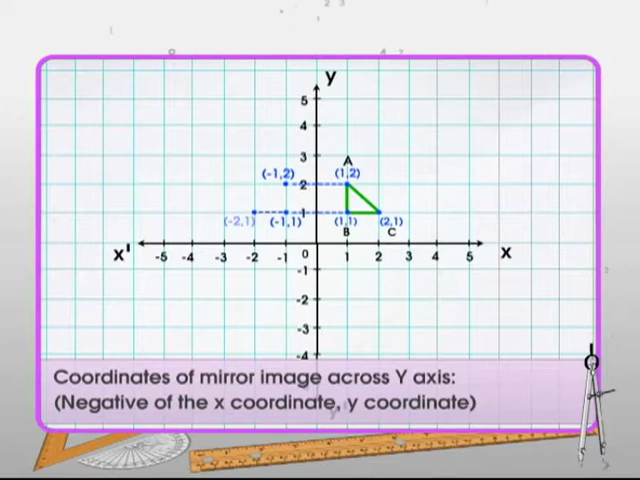 y
5
4
3
A
(-1,2) (1,2)
2
1
(-2,1) (-1,1) (1,1) (2,1)
B C
x' x
-5 -4 -3 -2 -1 0 1 2 3 4 5
-1
-2
-3
-4
Coordinates of mirror image across Y axis:
(Negative of the x coordinate, y coordinate)